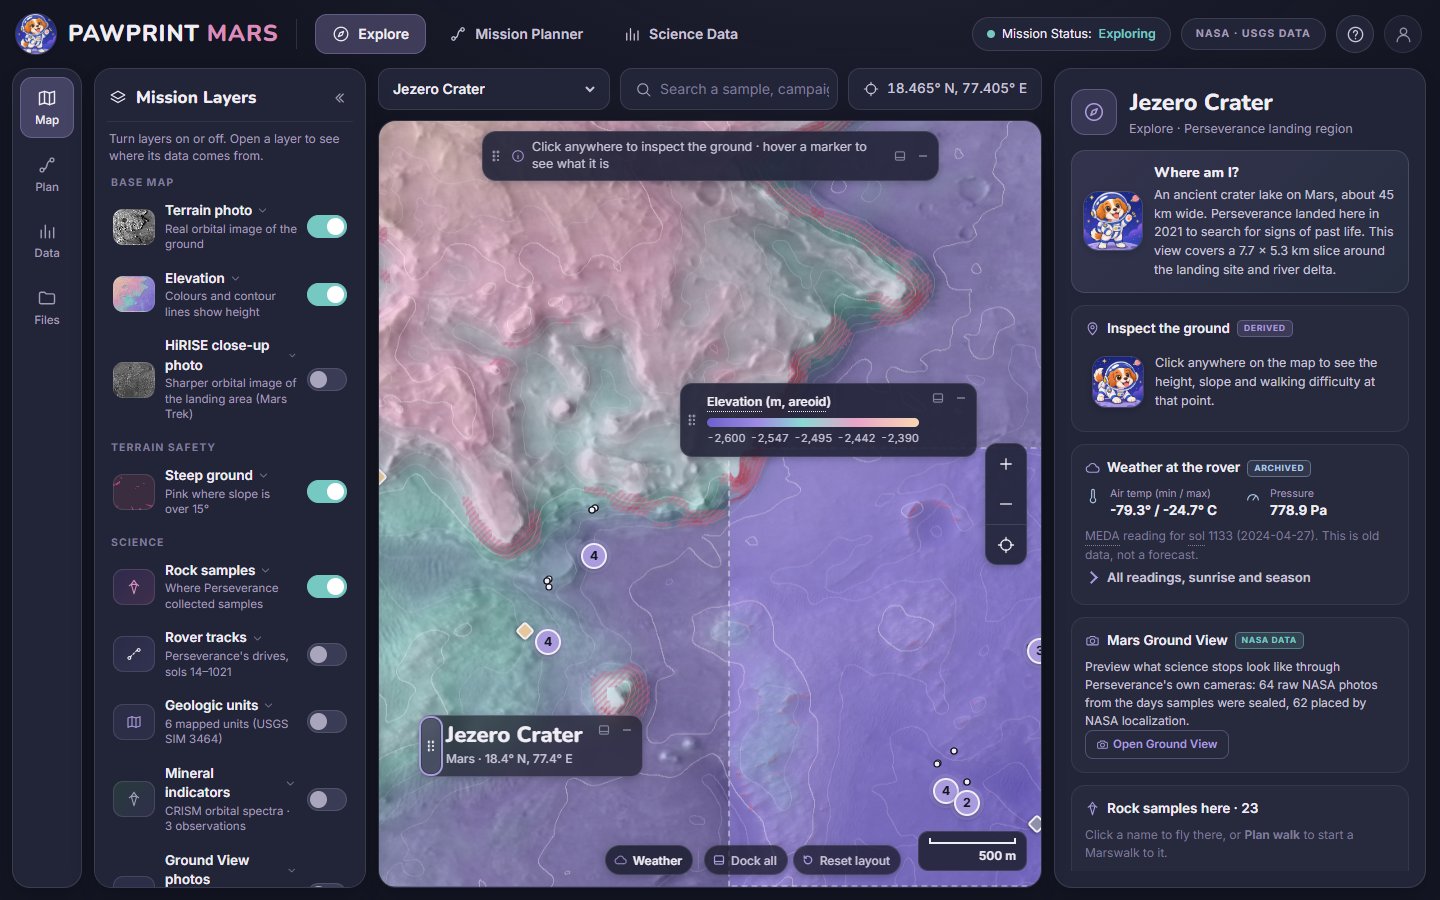 PAWPRINT MARS
Explore
Mission Planner
Science Data
Mission Status: Exploring
NASA · USGS DATA
Map
Plan
Data
Files
Mission Layers
Turn layers on or off. Open a layer to see
where its data comes from.
BASE MAP
Terrain photo
Real orbital image of the
ground
Elevation
Colours and contour
lines show height
HiRISE close-up
photo
Sharper orbital image of
the landing area (Mars
Trek)
TERRAIN SAFETY
Steep ground
Pink where slope is
over 15°
SCIENCE
Rock samples
Where Perseverance
collected samples
Rover tracks
Perseverance's drives,
sols 14–1021
Geologic units
6 mapped units (USGS
SIM 3464)
Mineral
indicators
CRISM orbital spectra ·
3 observations
Ground View
photos
Jezero Crater
Search a sample, campaig
18.465° N, 77.405° E
Click anywhere to inspect the ground · hover a marker to
see what it is
Elevation (m, areoid)
-2,600 -2,547 -2,495 -2,442 -2,390
4
4
3
4
2
Jezero Crater
Mars · 18.4° N, 77.4° E
Weather
Dock all
Reset layout
500 m
Jezero Crater
Explore · Perseverance landing region
Where am I?
An ancient crater lake on Mars, about 45
km wide. Perseverance landed here in
2021 to search for signs of past life. This
view covers a 7.7 × 5.3 km slice around
the landing site and river delta.
Inspect the ground DERIVED
Click anywhere on the map to see the
height, slope and walking difficulty at
that point.
Weather at the rover ARCHIVED
Air temp (min / max)
-79.3° / -24.7° C
Pressure
778.9 Pa
MEDA reading for sol 1133 (2024-04-27). This is old
data, not a forecast.
All readings, sunrise and season
Mars Ground View NASA DATA
Preview what science stops look like through
Perseverance's own cameras: 64 raw NASA photos
from the days samples were sealed, 62 placed by
NASA localization.
Open Ground View
Rock samples here · 23
Click a name to fly there, or Plan walk to start a
Marswalk to it.